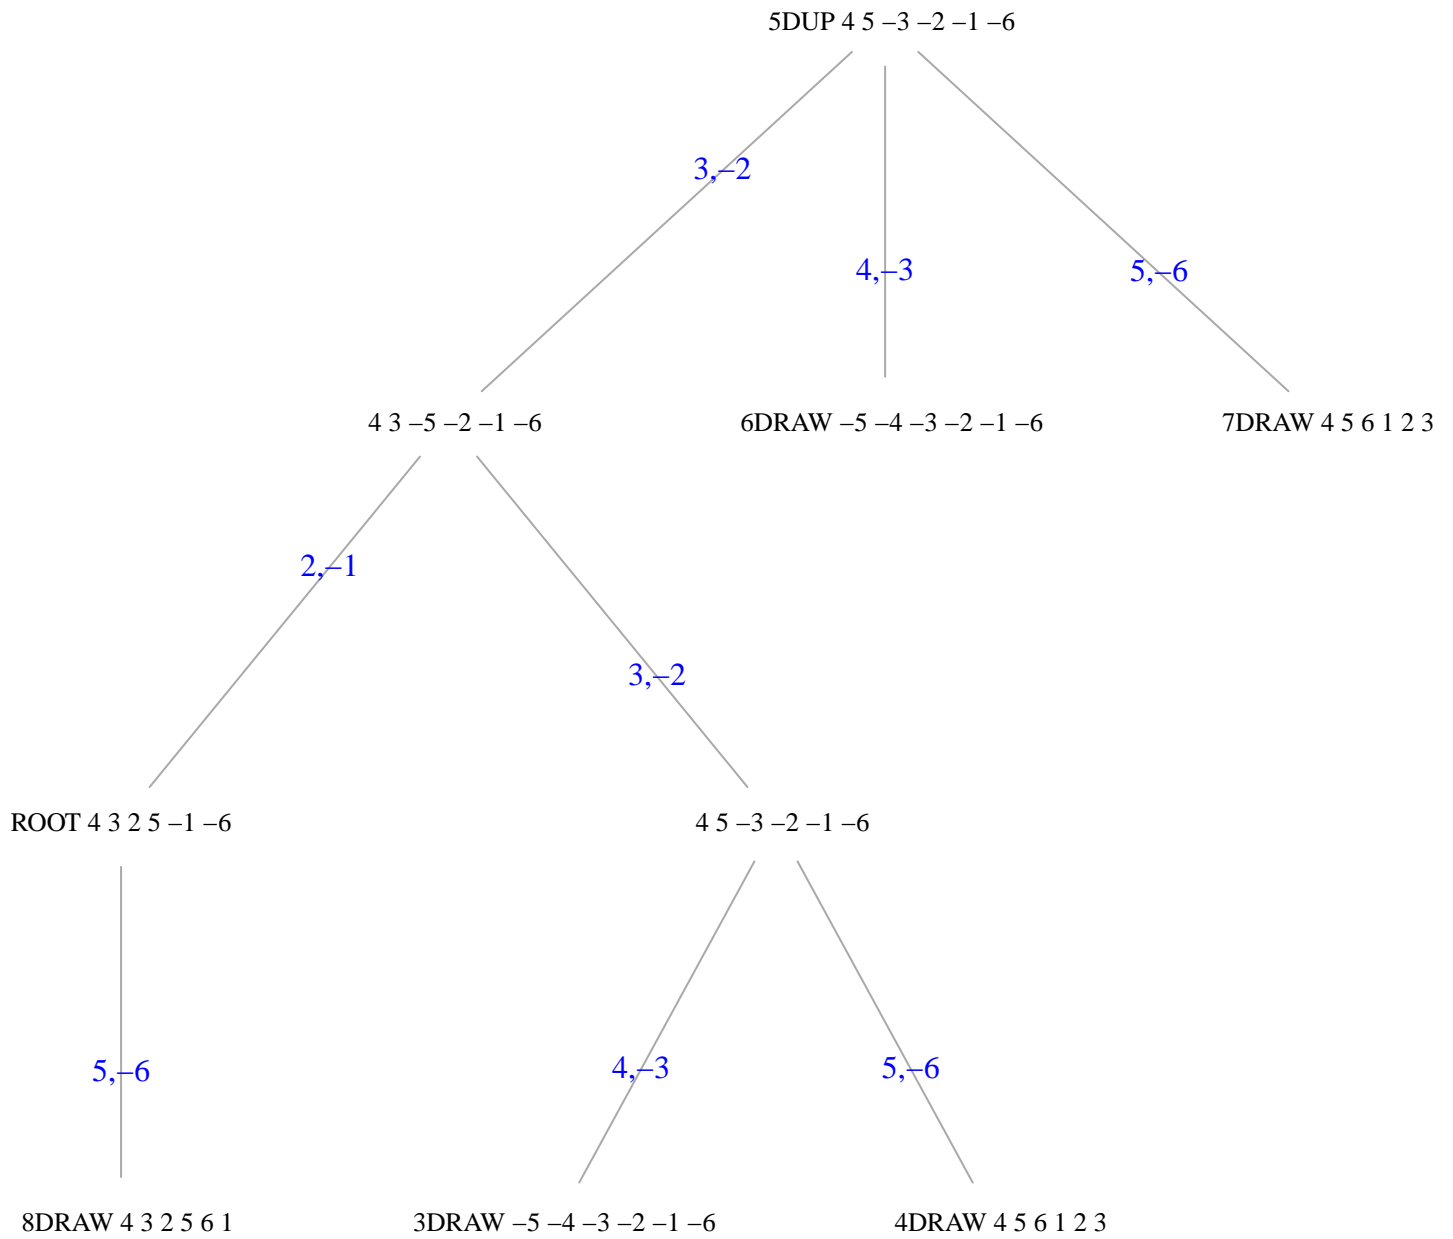 5DUP 4 5 –3 –2 –1 –6
3,–2
4,–3
5,–6
4 3 –5 –2 –1 –6
6DRAW –5 –4 –3 –2 –1 –6
7DRAW 4 5 6 1 2 3
2,–1
3,–2
ROOT 4 3 2 5 –1 –6
4 5 –3 –2 –1 –6
5,–6
4,–3
5,–6
8DRAW 4 3 2 5 6 1
3DRAW –5 –4 –3 –2 –1 –6
4DRAW 4 5 6 1 2 3